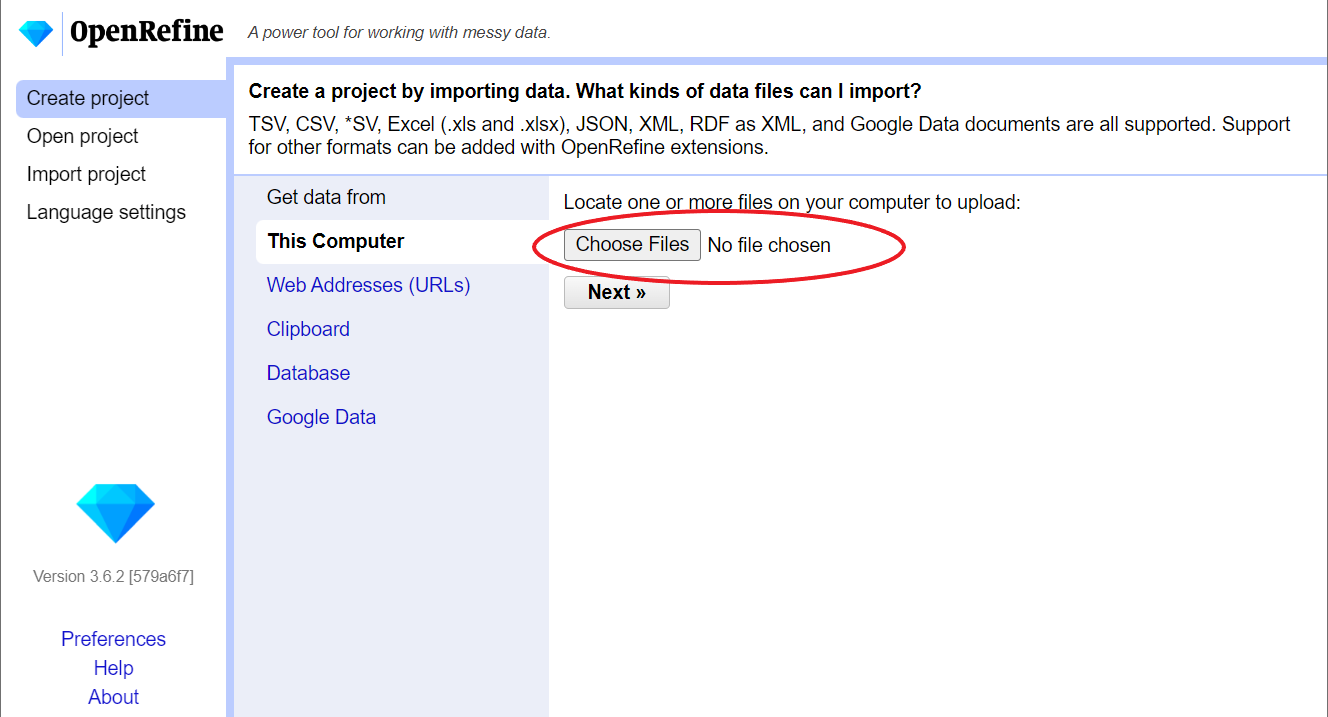 OpenRefine
A power tool for working with messy data.
Create project
Open project
Import project
Language settings
Version 3.6.2 [579a6f7]
Preferences
Help
About
Create a project by importing data. What kinds of data files can I import?
TSV, CSV, *SV, Excel (.xls and .xlsx), JSON, XML, RDF as XML, and Google Data documents are all supported. Support
for other formats can be added with OpenRefine extensions.
Get data from
This Computer
Web Addresses (URLs)
Clipboard
Database
Google Data
Locate one or more files on your computer to upload:
Choose Files No file chosen
Next »